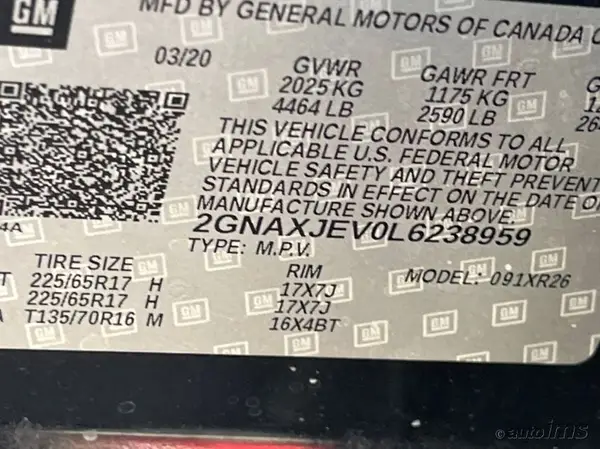 GM
MFD BY GENERAL MOTORS OF CANADA
03/20 GVWR GAWR FRT
2025 KG 1175 KG
4464 LB 2590 LB
THIS VEHICLE CONFORMS TO ALL
APPLICABLE U.S. FEDERAL MOTOR
VEHICLE SAFETY AND THEFT PREVENT
STANDARDS IN EFFECT ON THE DATE OF
MANUFACTURE SHOWN ABOVE.
4A 2GNAXJEV0L6238959
TYPE: M.P.V.
TIRE SIZE RIM MODEL: 091XR26
T 225/65R17 H 17X7J
225/65R17 H 17X7J
A T135/70R16 M 16X4BT
© autoims